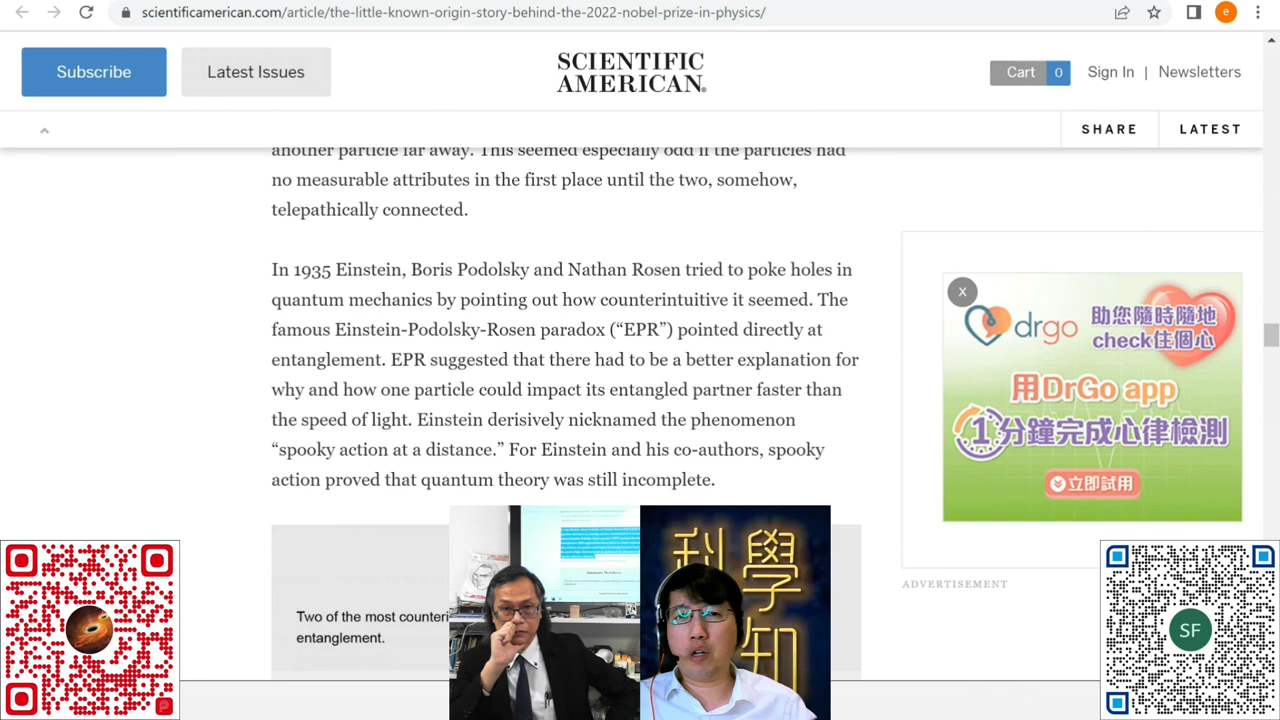 scientificamerican.com/article/the-little-known-origin-story-behind-the-2022-nobel-prize-in-physics/
e
Subscribe
Latest Issues
SCIENTIFIC
AMERICAN®
Cart 0
Sign In | Newsletters
SHARE
LATEST
another particle far away. This seemed especially odd if the particles had
no measurable attributes in the first place until the two, somehow,
telepathically connected.
In 1935 Einstein, Boris Podolsky and Nathan Rosen tried to poke holes in
quantum mechanics by pointing out how counterintuitive it seemed. The
famous Einstein-Podolsky-Rosen paradox (“EPR”) pointed directly at
entanglement. EPR suggested that there had to be a better explanation for
why and how one particle could impact its entangled partner faster than
the speed of light. Einstein derisively nicknamed the phenomenon
“spooky action at a distance.” For Einstein and his co-authors, spooky
action proved that quantum theory was still incomplete.
X
drgo
助您隨時隨地
check住個心
用DrGo app
1分鐘完成心律檢測
立即試用
ADVERTISEMENT
Two of the most counteri
entanglement.
科學
知
SF